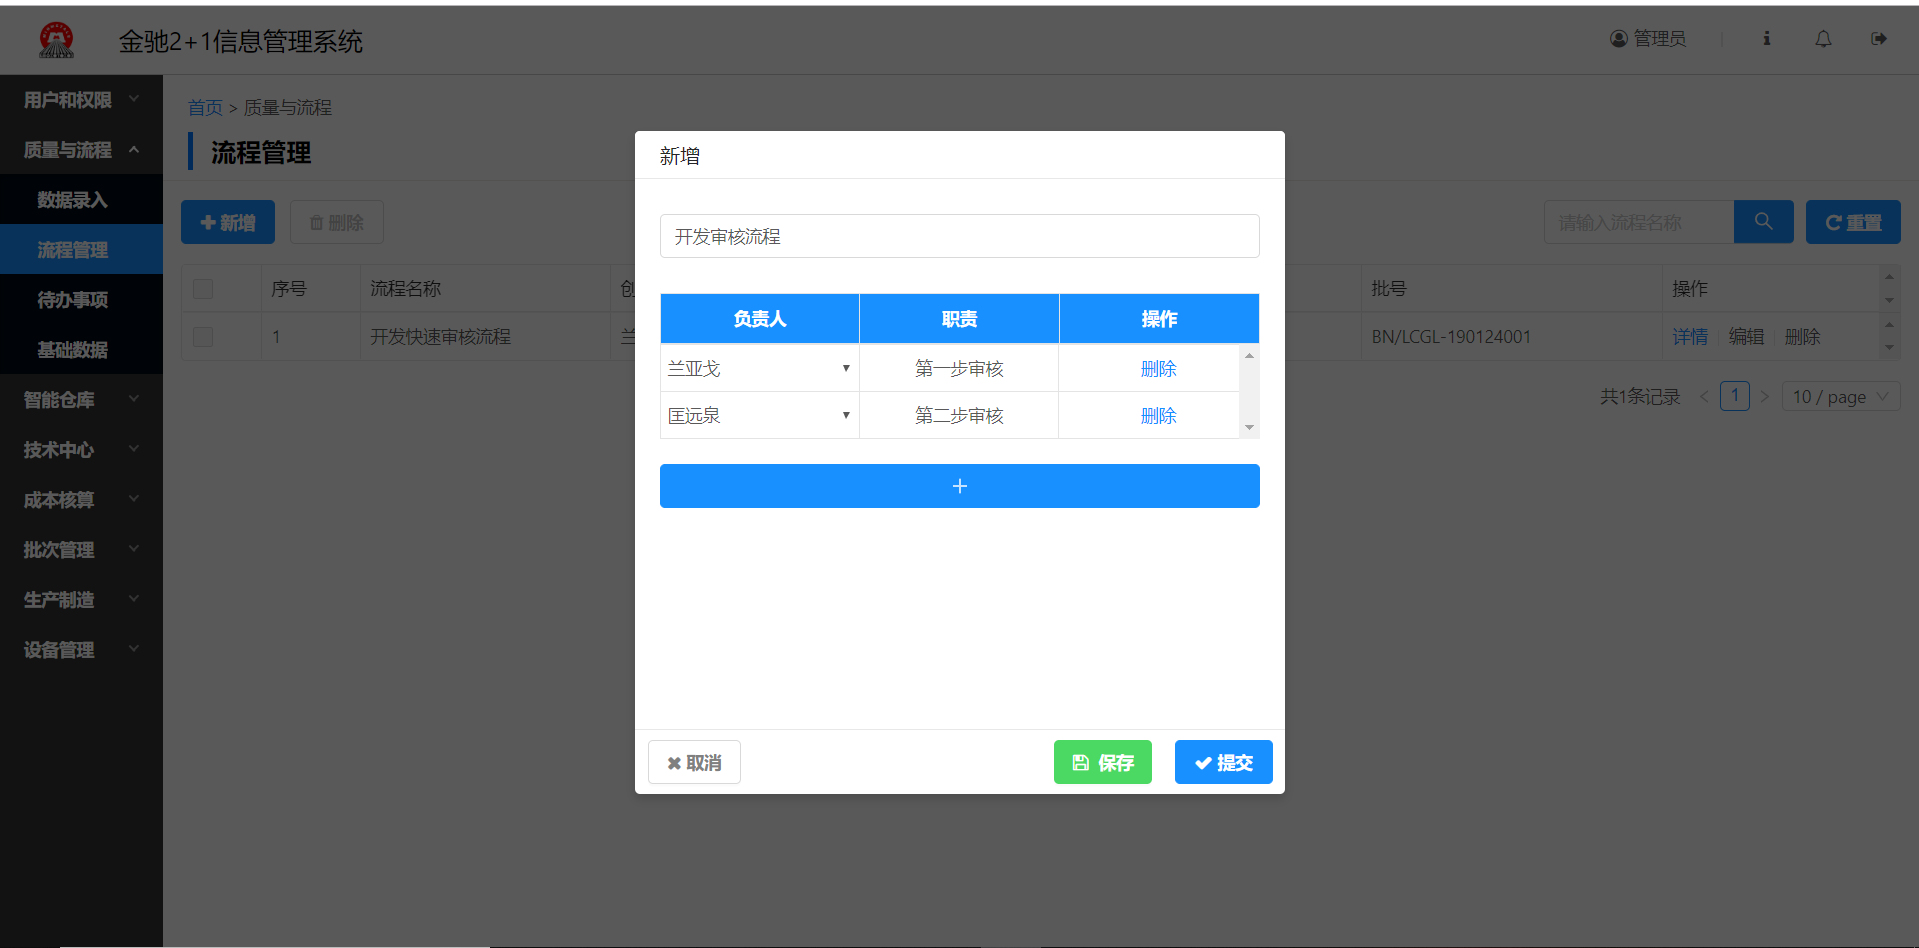 金驰2+1信息管理系统
管理员
用户和权限
质量与流程
数据录入
流程管理
待办事项
基础数据
智能仓库
技术中心
成本核算
批次管理
生产制造
设备管理
首页 > 质量与流程
流程管理
新增 删除
请输入流程名称 重置
序号 流程名称 创 批号 操作
1 开发快速审核流程 兰 BN/LCGL-190124001 详情 编辑 删除
共1条记录 < 1 > 10 / page
新增
开发审核流程
负责人 职责 操作
兰亚戈 第一步审核 删除
匡远泉 第二步审核 删除
+
取消 保存 提交